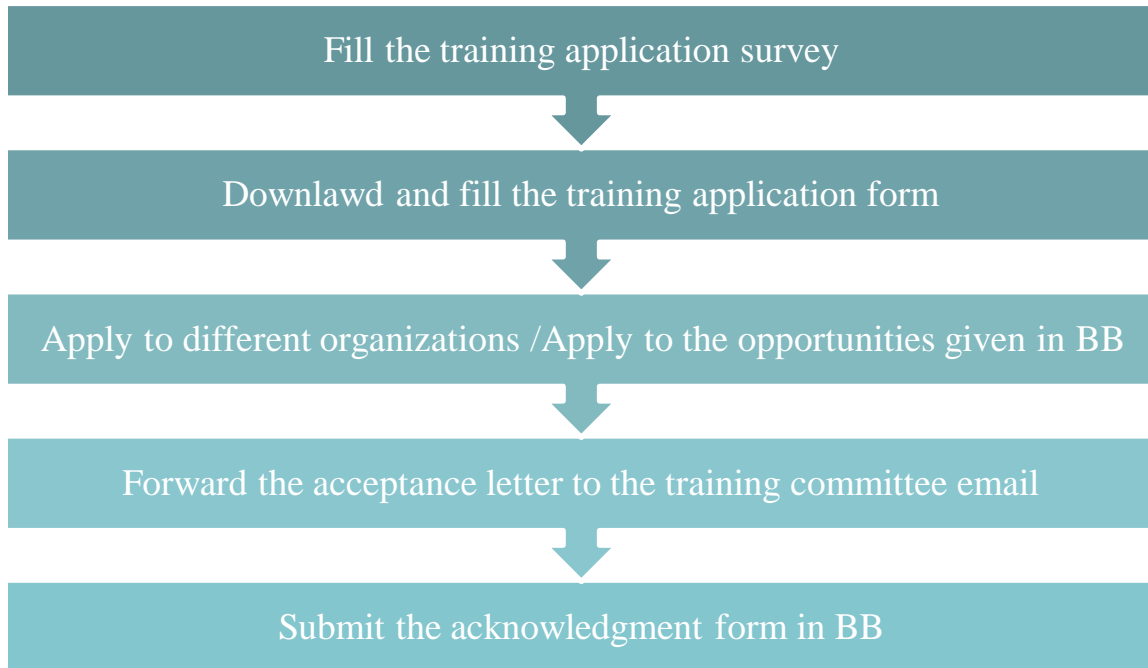 Fill the training application survey
Downlawd and fill the training application form
Apply to different organizations /Apply to the opportunities given in BB
Forward the acceptance letter to the training committee email
Submit the acknowledgment form in BB